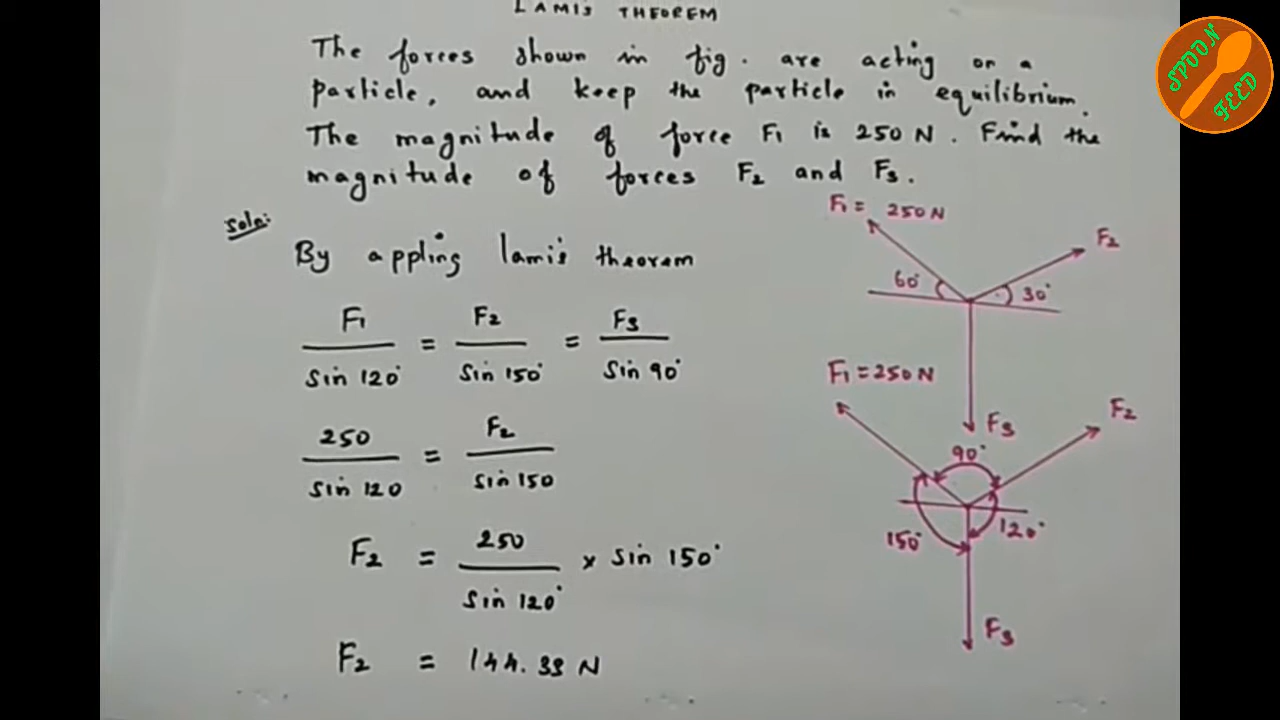 LAMIS THEOREM
The forces shown in fig. are acting on a
particle, and keep the particle in equilibrium.
The magnitude of force F1 is 250 N. Find the
magnitude of forces F2 and F3.
Soln:
By appling lamis theorem
F1 / Sin 120° = F2 / Sin 150° = F3 / Sin 90°
250 / Sin 120 = F2 / Sin 150
F2 = 250 / Sin 120° × Sin 150°
F2 = 144.33 N
F1 = 250 N
F2
60°
30°
F3
F1 = 250 N
F2
90°
150°
120°
F3
SPOON
FEED